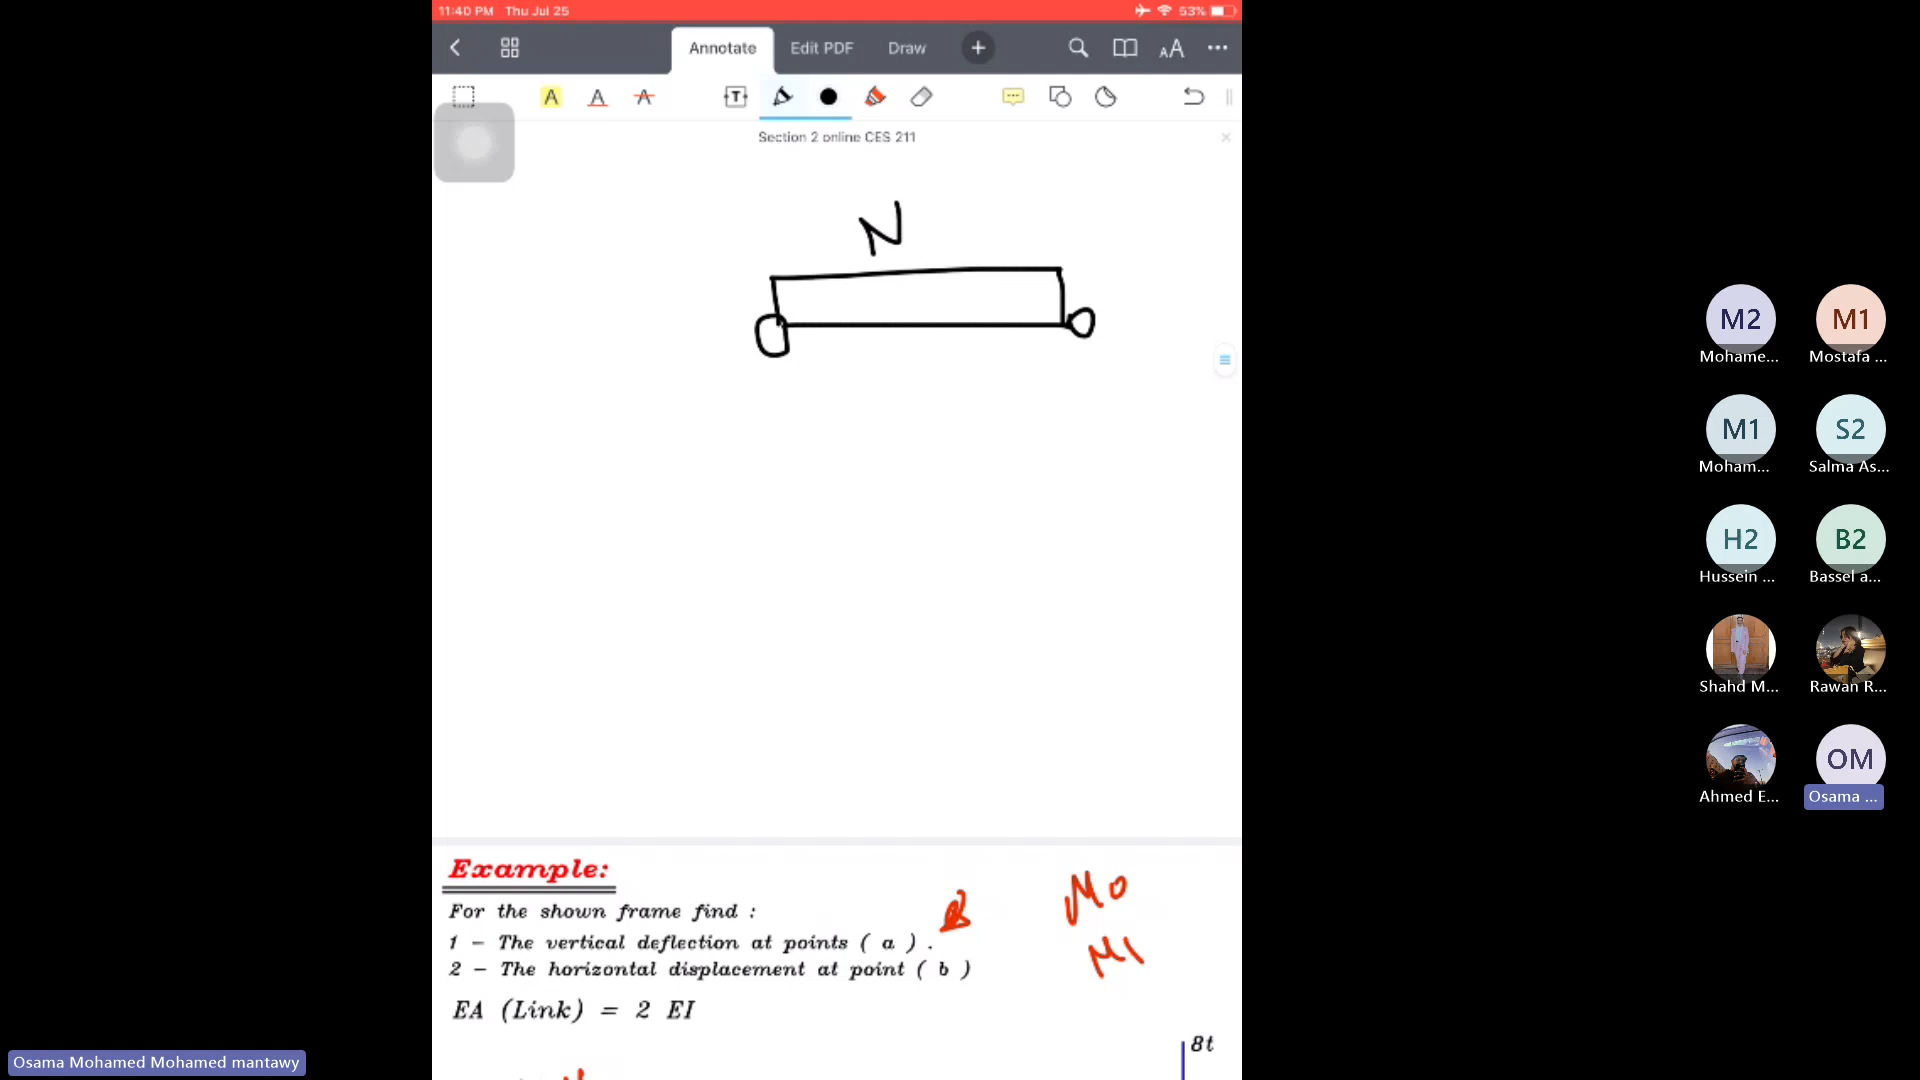 11:40 PM Thu Jul 25
53%
Annotate Edit PDF Draw
A A A T
AA
Section 2 online CES 211
N
Example:
For the shown frame find :
1 - The vertical deflection at points ( a ) .
2 - The horizontal displacement at point ( b )
EA (Link) = 2 EI
M0
M1
8t
M2
Mohame...
M1
Mostafa ...
M1
Moham...
S2
Salma As...
H2
Hussein ...
B2
Bassel a...
Shahd M...
Rawan R...
Ahmed E...
OM
Osama ...
Osama Mohamed Mohamed mantawy